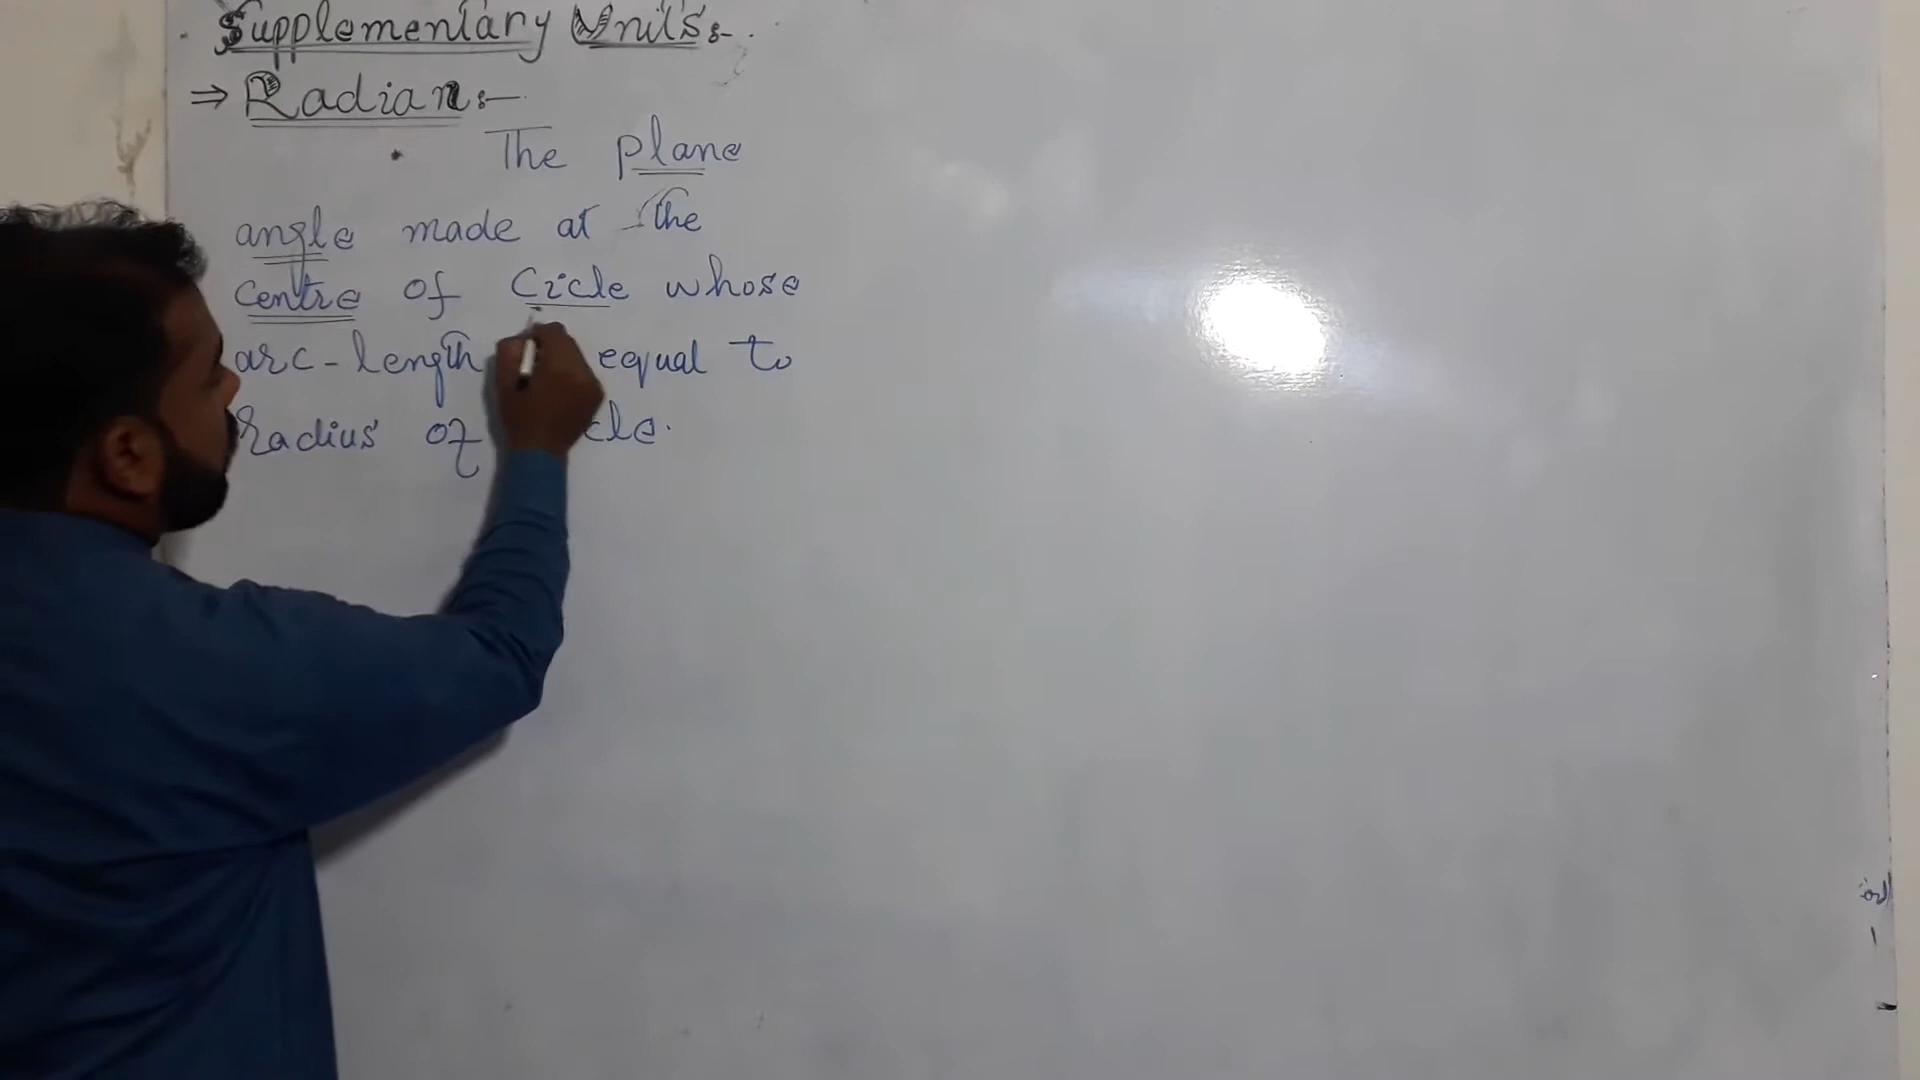 Supplementary Units:-
⇒ Radian:-
The plane
angle made at the
centre of Cicle whose
arc-length equal to
Radius of cle.